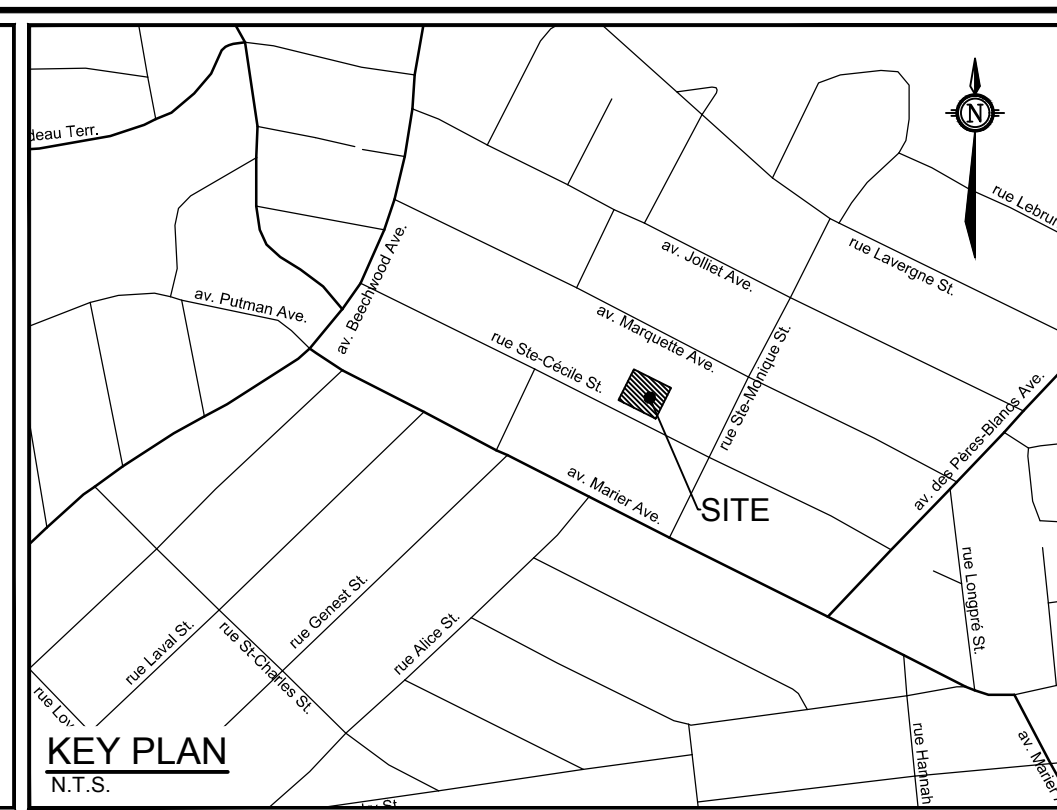 deau Terr.
N
rue Lebrun
rue Lavergne St.
av. Jolliet Ave.
av. Beechwood Ave.
av. Putman Ave.
av. Marquette Ave.
rue Ste-Cécile St.
rue Ste-Monique St.
av. des Pères-Blancs Ave.
av. Marier Ave.
SITE
rue Longpré St.
rue Genest St.
rue Alice St.
rue Laval St.
rue St-Charles St.
rue Hannah
av. Marier
KEY PLAN
N.T.S.